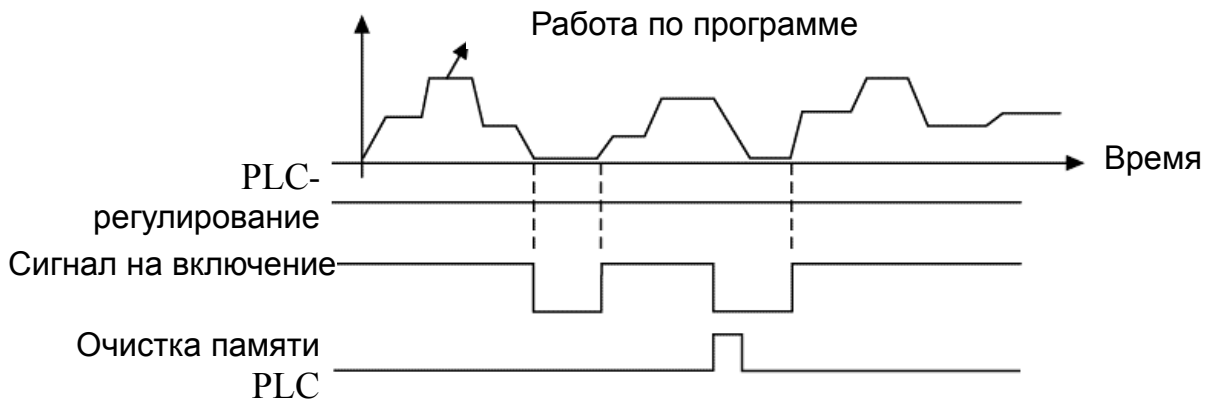 Работа по программе
Время
PLC-
регулирование
Сигнал на включение
Очистка памяти
PLC